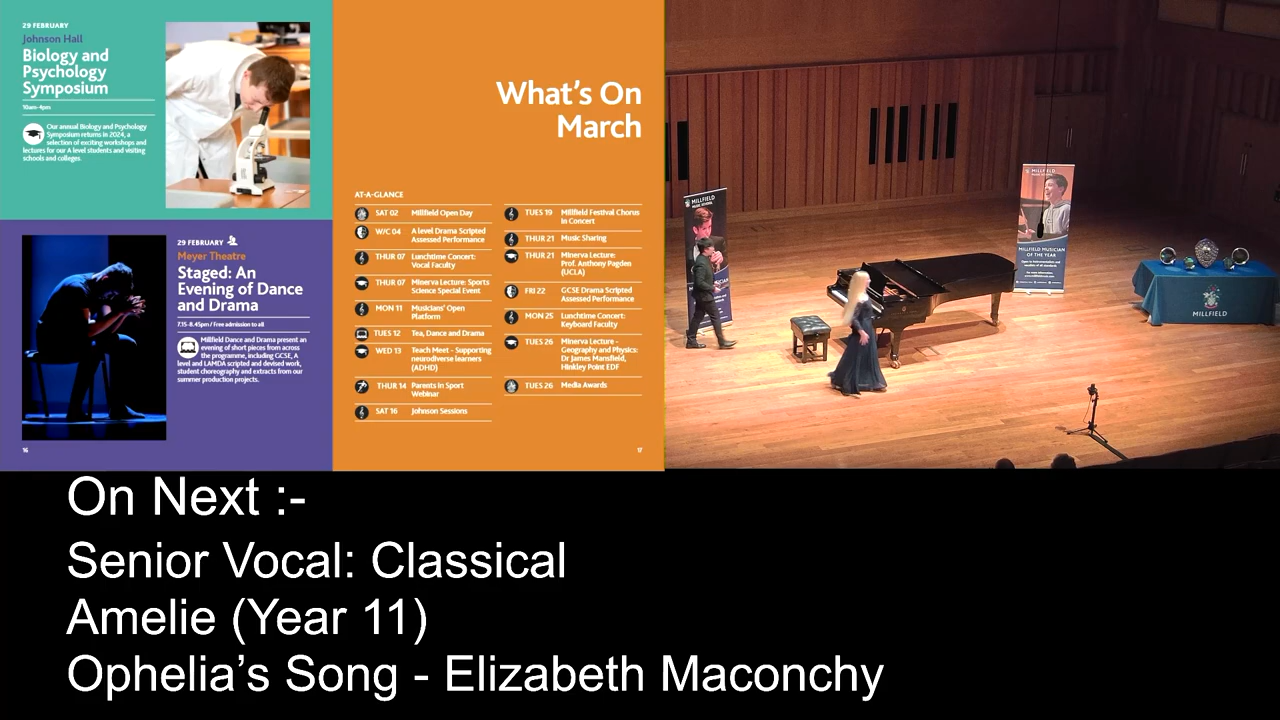 29 FEBRUARY
Johnson Hall
Biology and
Psychology
Symposium
10am-4pm
Our annual Biology and Psychology
Symposium returns in 2024, a
selection of exciting workshops and
lectures for our A level students and visiting
schools and colleges.
29 FEBRUARY
Meyer Theatre
Staged: An
Evening of Dance
and Drama
7.15-8.45pm / Free admission to all
Millfield Dance and Drama present an
evening of short pieces from across
the programme, including GCSE, A
level and LAMDA scripted and devised work,
student choreography and extracts from our
summer production projects.
16
What's On
March
AT-A-GLANCE
SAT 02 Millfield Open Day
W/C 04 A level Drama Scripted
Assessed Performance
THUR 07 Lunchtime Concert:
Vocal Faculty
THUR 07 Minerva Lecture: Sports
Science Special Event
MON 11 Musicians' Open
Platform
TUES 12 Tea, Dance and Drama
WED 13 Teach Meet - Supporting
neurodiverse learners
(ADHD)
THUR 14 Parents in Sport
Webinar
SAT 16 Johnson Sessions
TUES 19 Millfield Festival Chorus
in Concert
THUR 21 Music Sharing
THUR 21 Minerva Lecture:
Prof. Anthony Pagden
(UCLA)
FRI 22 GCSE Drama Scripted
Assessed Performance
MON 25 Lunchtime Concert:
Keyboard Faculty
TUES 26 Minerva Lecture -
Geography and Physics:
Dr James Mansfield,
Hinkley Point EDF
TUES 26 Media Awards
17
MILLFIELD
MILLFIELD MUSICIAN
OF THE YEAR
MILLFIELD
On Next :-
Senior Vocal: Classical
Amelie (Year 11)
Ophelia’s Song - Elizabeth Maconchy